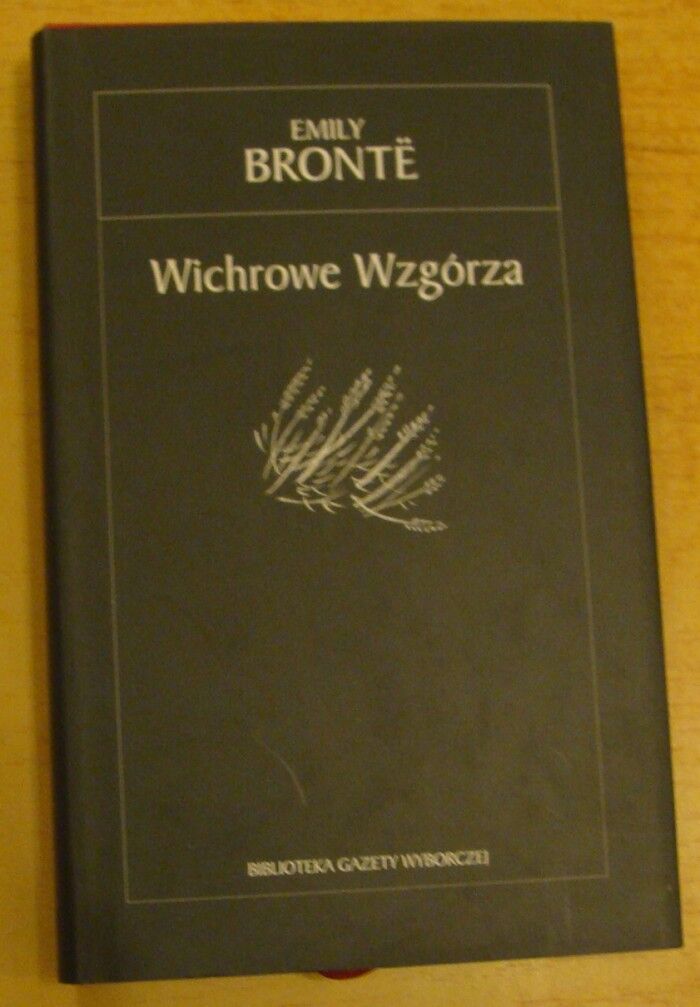 EMILY
BRONTË
Wichrowe Wzgórza
BIBLIOTEKA GAZETY WYBORCZEJ